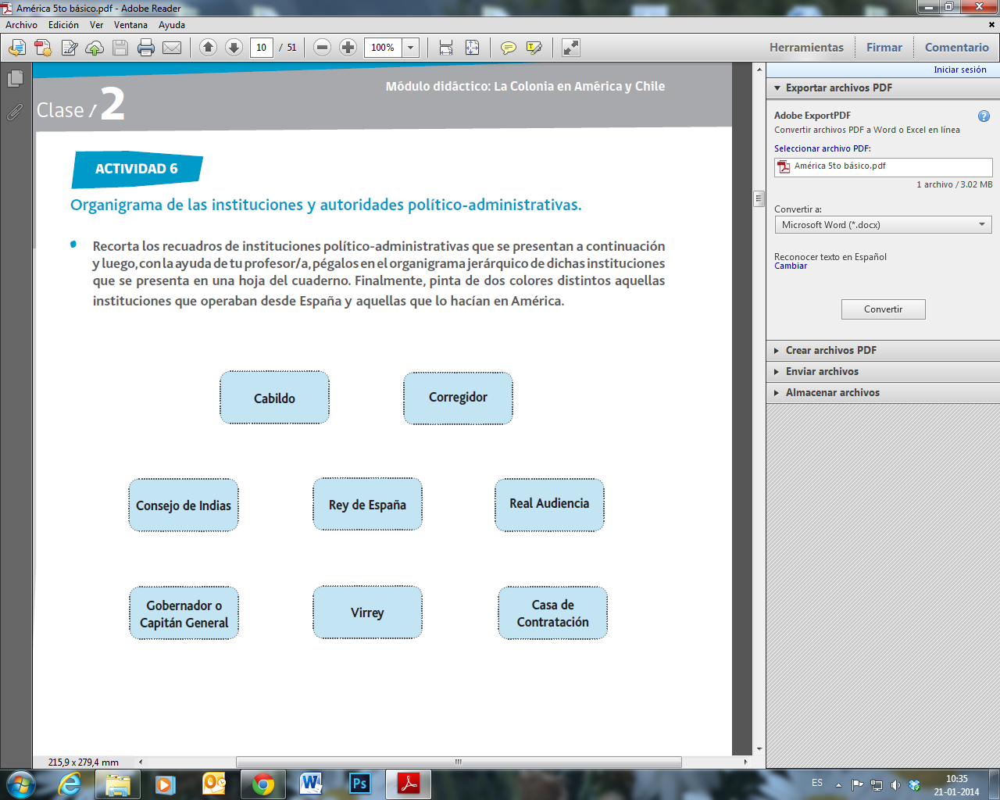 América 5to básico.pdf - Adobe Reader
Archivo Edición Ver Ventana Ayuda
10 / 51 100% Herramientas Firmar Comentario
Iniciar sesión
Módulo didáctico: La Colonia en América y Chile
Clase / 2
ACTIVIDAD 6
Organigrama de las instituciones y autoridades político-administrativas.
• Recorta los recuadros de instituciones político-administrativas que se presentan a continuación
y luego, con la ayuda de tu profesor/a, pégalos en el organigrama jerárquico de dichas instituciones
que se presenta en una hoja del cuaderno. Finalmente, pinta de dos colores distintos aquellas
instituciones que operaban desde España y aquellas que lo hacían en América.
Cabildo
Corregidor
Consejo de Indias
Rey de España
Real Audiencia
Gobernador o
Capitán General
Virrey
Casa de
Contratación
Exportar archivos PDF
Adobe ExportPDF
Convertir archivos PDF a Word o Excel en línea
Seleccionar archivo PDF:
América 5to básico.pdf
1 archivo / 3.02 MB
Convertir a:
Microsoft Word (*.docx)
Reconocer texto en Español
Cambiar
Convertir
Crear archivos PDF
Enviar archivos
Almacenar archivos
215,9 x 279,4 mm
Ps
ES
10:35
21-01-2014